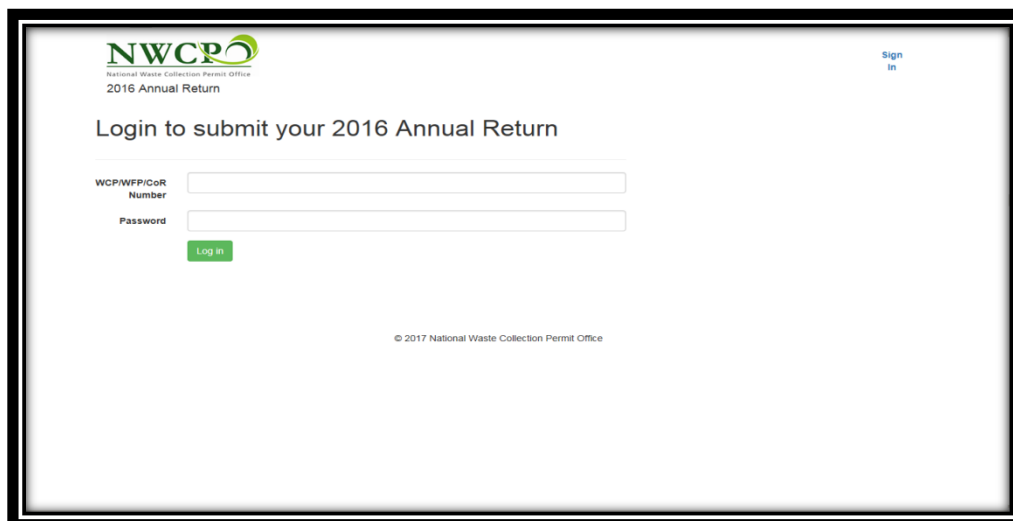 NWCPO
National Waste Collection Permit Office
2016 Annual Return
Sign
In
Login to submit your 2016 Annual Return
WCP/WFP/CoR
Number
Password
Log in
© 2017 National Waste Collection Permit Office